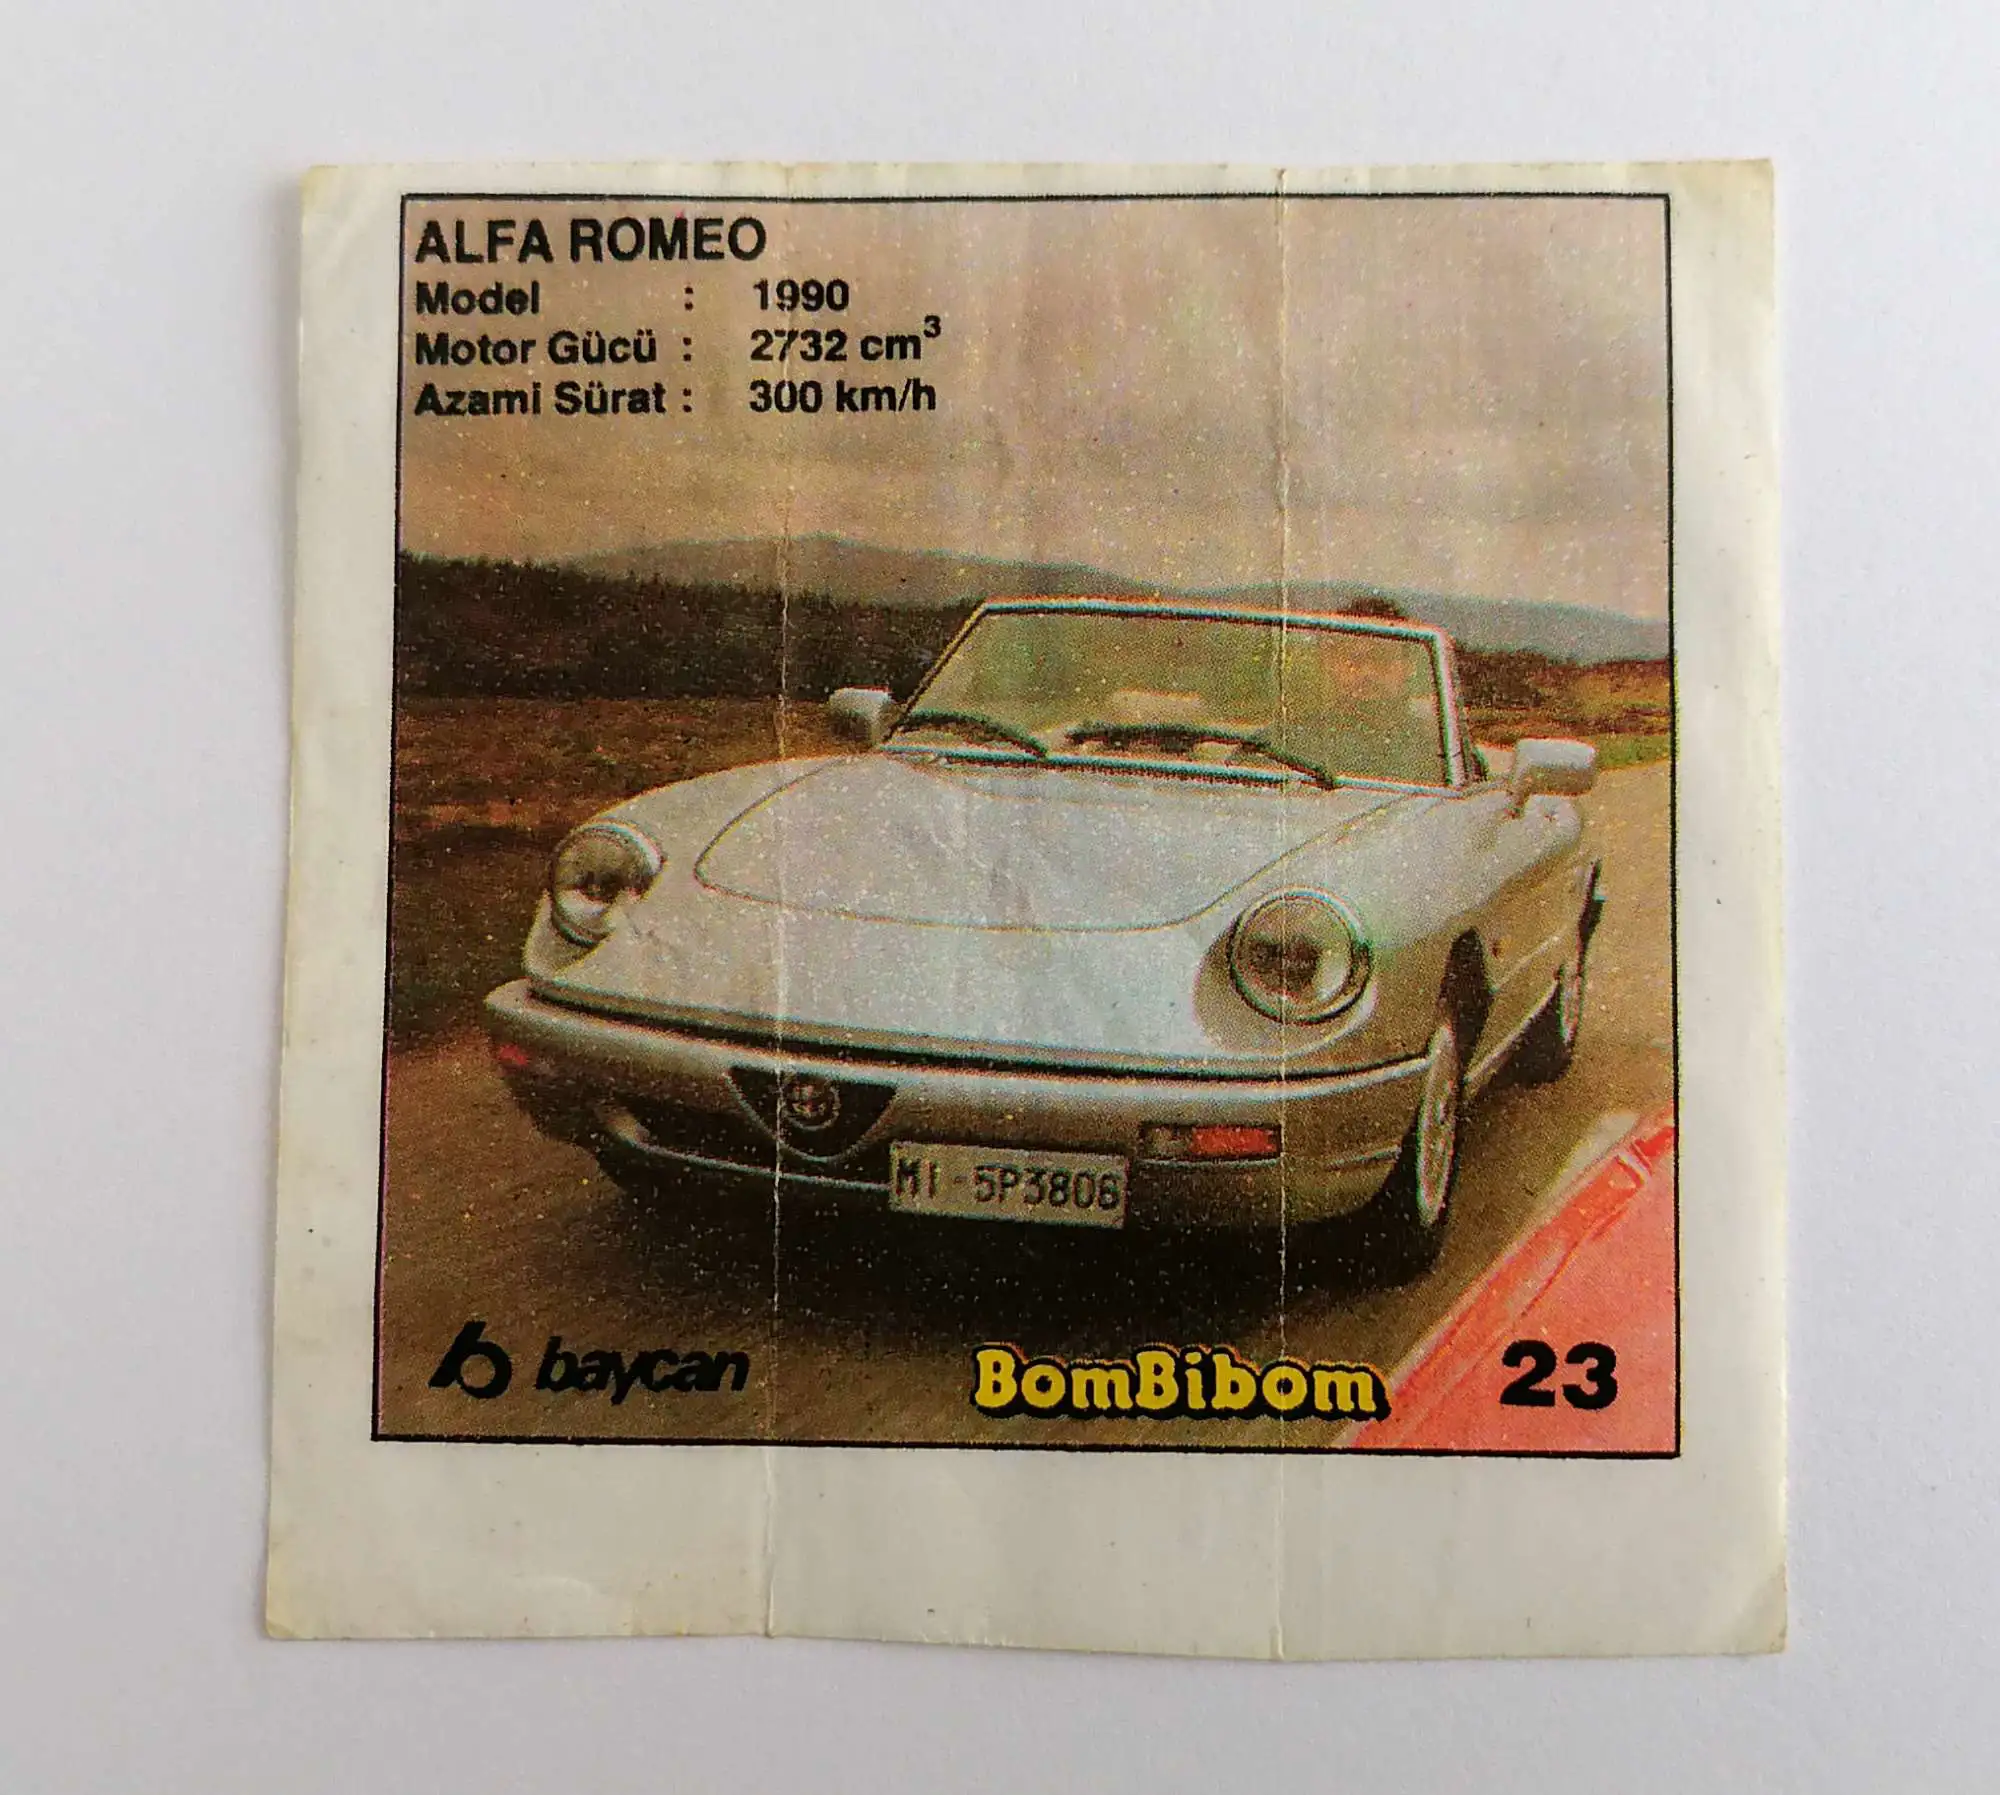 ALFA ROMEO
Model : 1990
Motor Gücü : 2732 cm³
Azami Sürat : 300 km/h
MI-5P3806
baycan
BomBibom
23